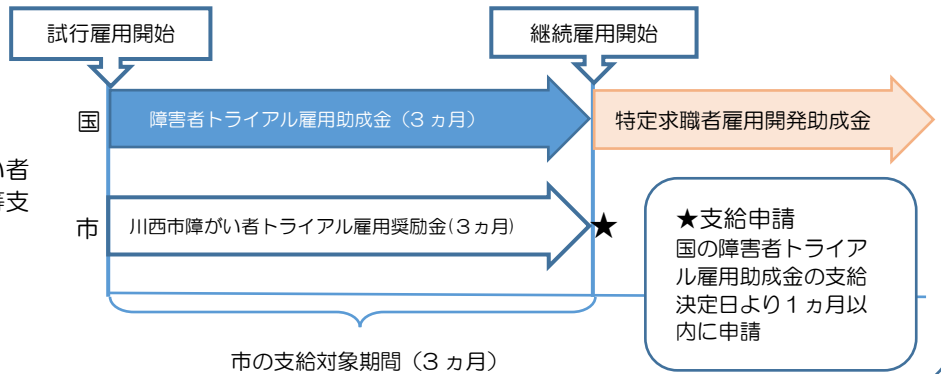 試行雇用開始
継続雇用開始
国
障害者トライアル雇用助成金（3 ヵ月）
特定求職者雇用開発助成金
い者
等支
市
川西市障がい者トライアル雇用奨励金(3ヵ月)
★
★支給申請
国の障害者トライア
ル雇用助成金の支給
決定日より1ヵ月以
内に申請
市の支給対象期間（3 ヵ月）